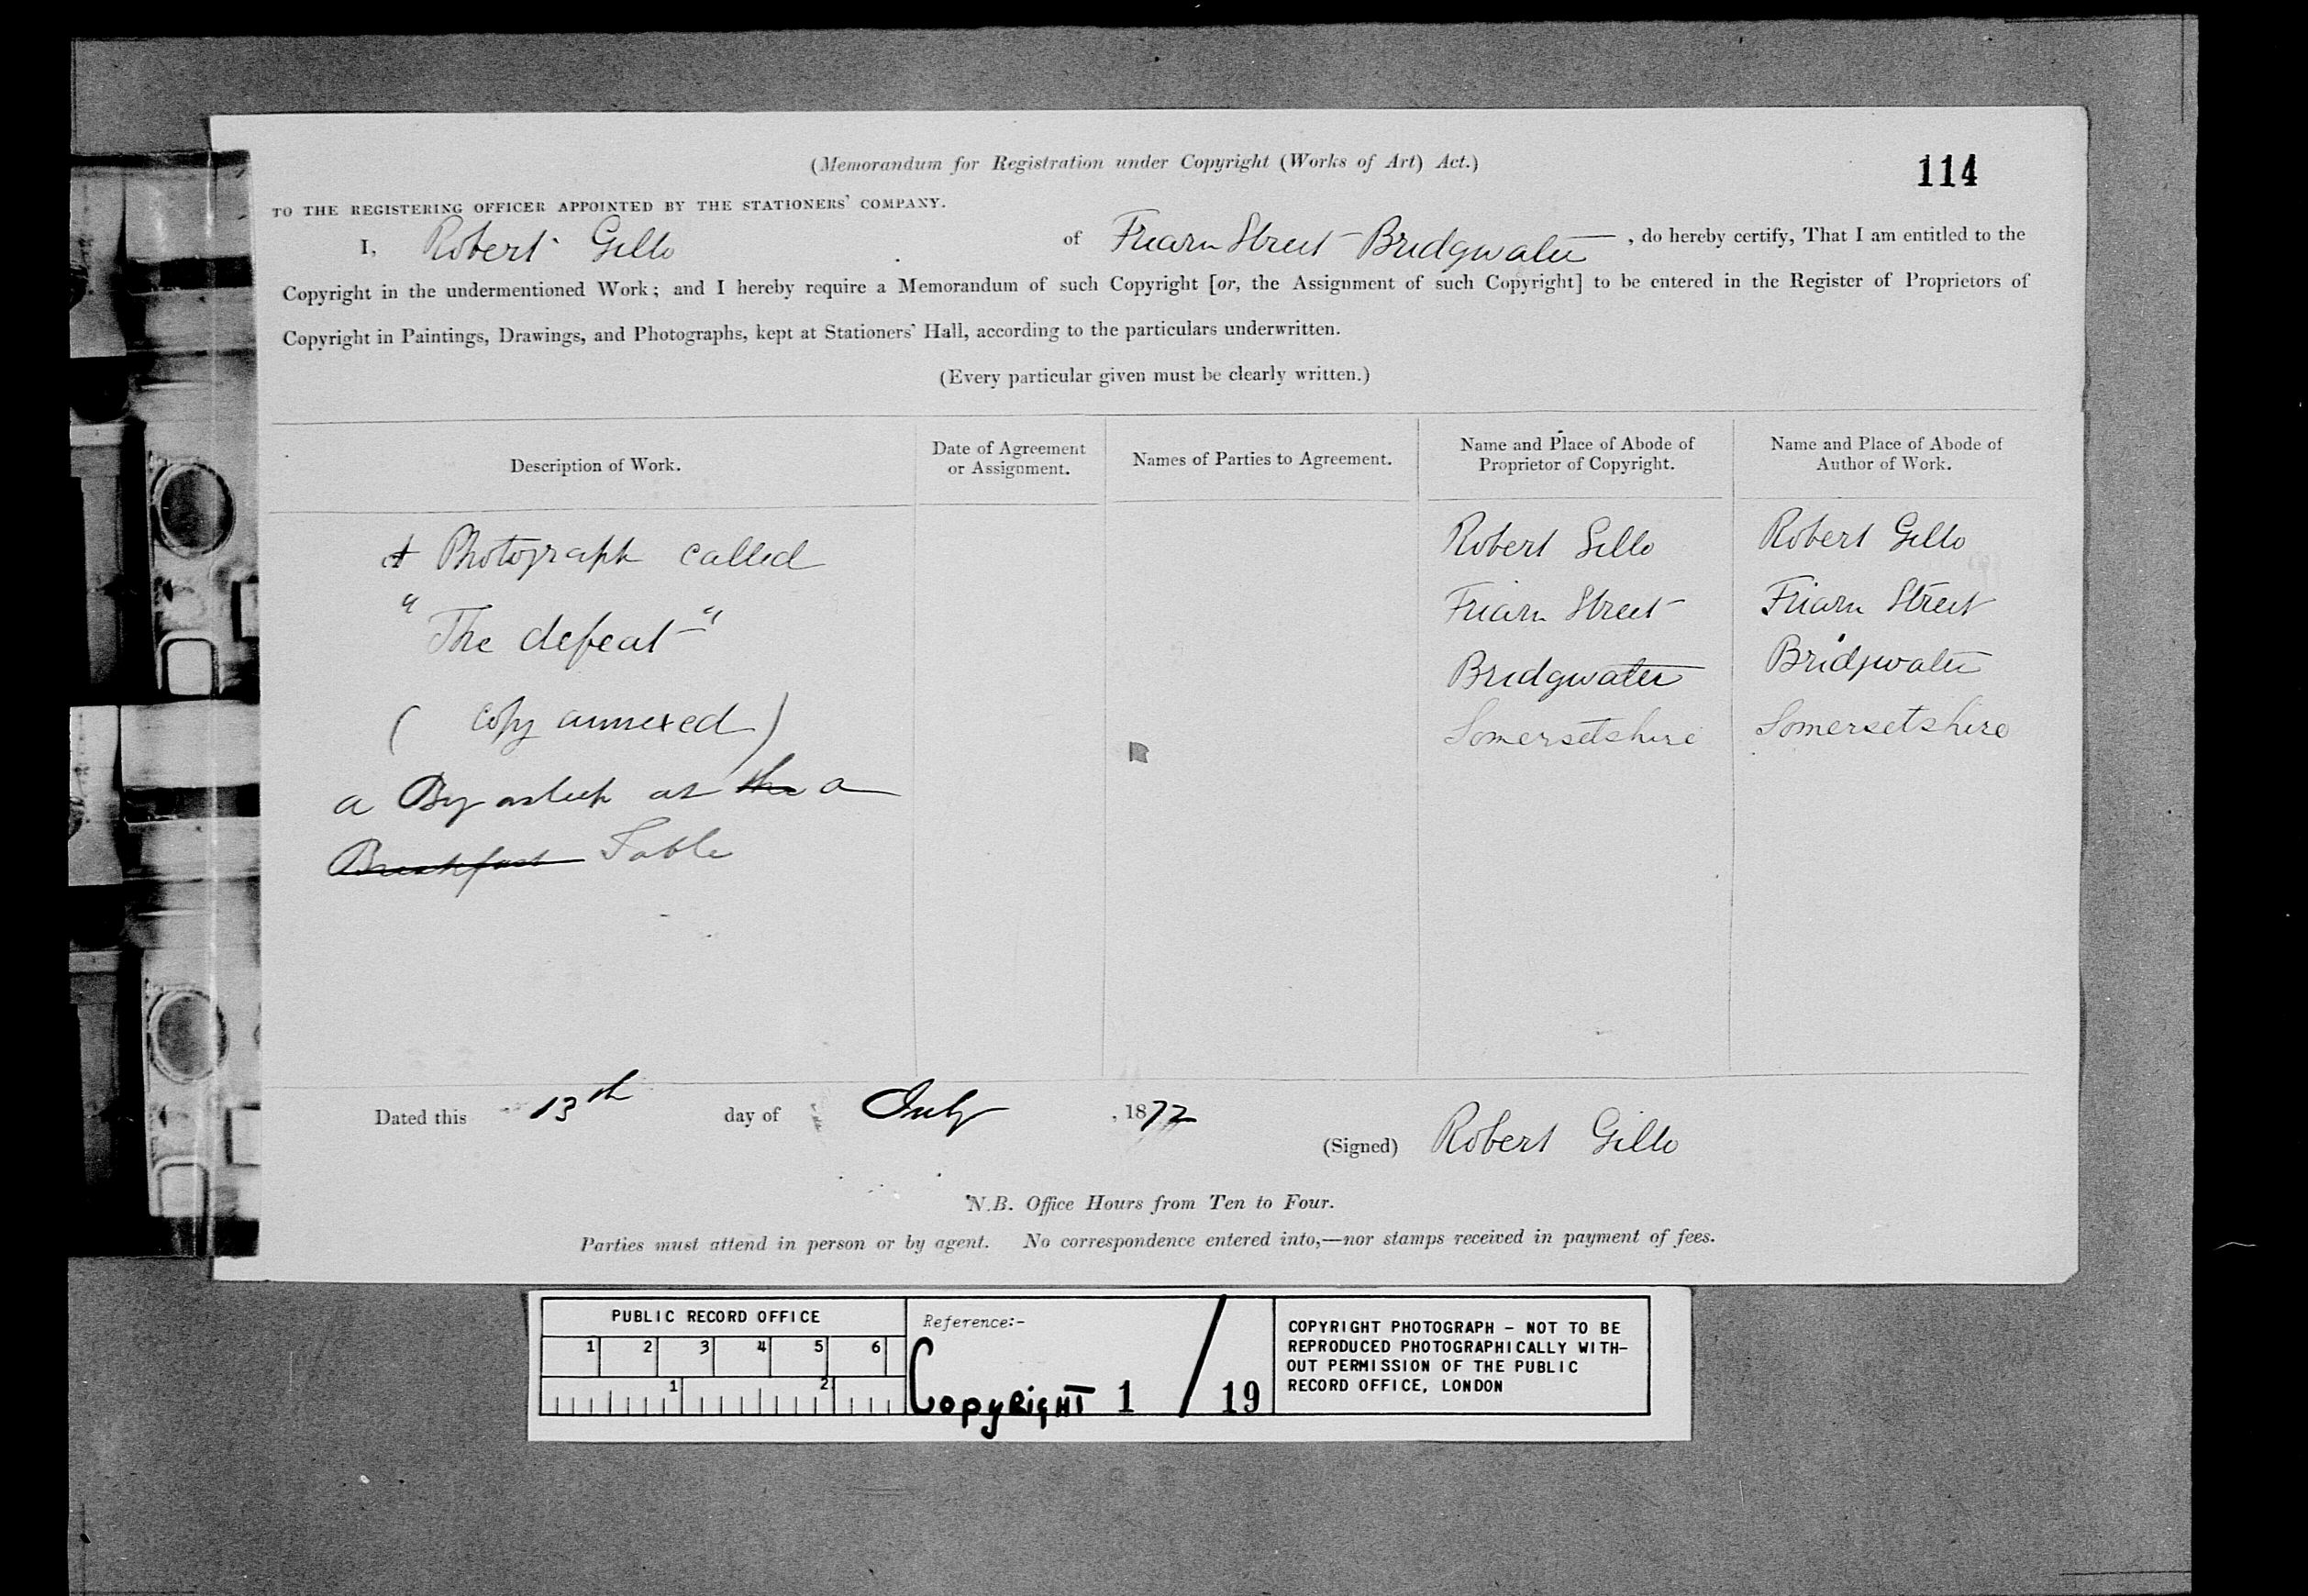 (Memorandum for Registration under Copyright (Works of Art) Act.)
114
TO THE REGISTERING OFFICER APPOINTED BY THE STATIONERS' COMPANY.
I, Robert Gillo of Friarn Street Bridgwater, do hereby certify, That I am entitled to the
Copyright in the undermentioned Work; and I hereby require a Memorandum of such Copyright [or, the Assignment of such Copyright] to be entered in the Register of Proprietors of
Copyright in Paintings, Drawings, and Photographs, kept at Stationers' Hall, according to the particulars underwritten.
(Every particular given must be clearly written.)
Description of Work.
Date of Agreement
or Assignment.
Names of Parties to Agreement.
Name and Place of Abode of
Proprietor of Copyright.
Name and Place of Abode of
Author of Work.
A Photograph called
"The defeat"
(copy annexed)
a Boy asleep at the a
Breakfast Table
Robert Gillo
Friarn Street
Bridgwater
Somersetshire
Robert Gillo
Friarn Street
Bridgwater
Somersetshire
Dated this 13th day of July, 1872
(Signed) Robert Gillo
N.B. Office Hours from Ten to Four.
Parties must attend in person or by agent. No correspondence entered into,—nor stamps received in payment of fees.
PUBLIC RECORD OFFICE
1 2 3 4 5 6
1 2
Reference:-
Copyright 1 / 19
COPYRIGHT PHOTOGRAPH - NOT TO BE
REPRODUCED PHOTOGRAPHICALLY WITH-
OUT PERMISSION OF THE PUBLIC
RECORD OFFICE, LONDON